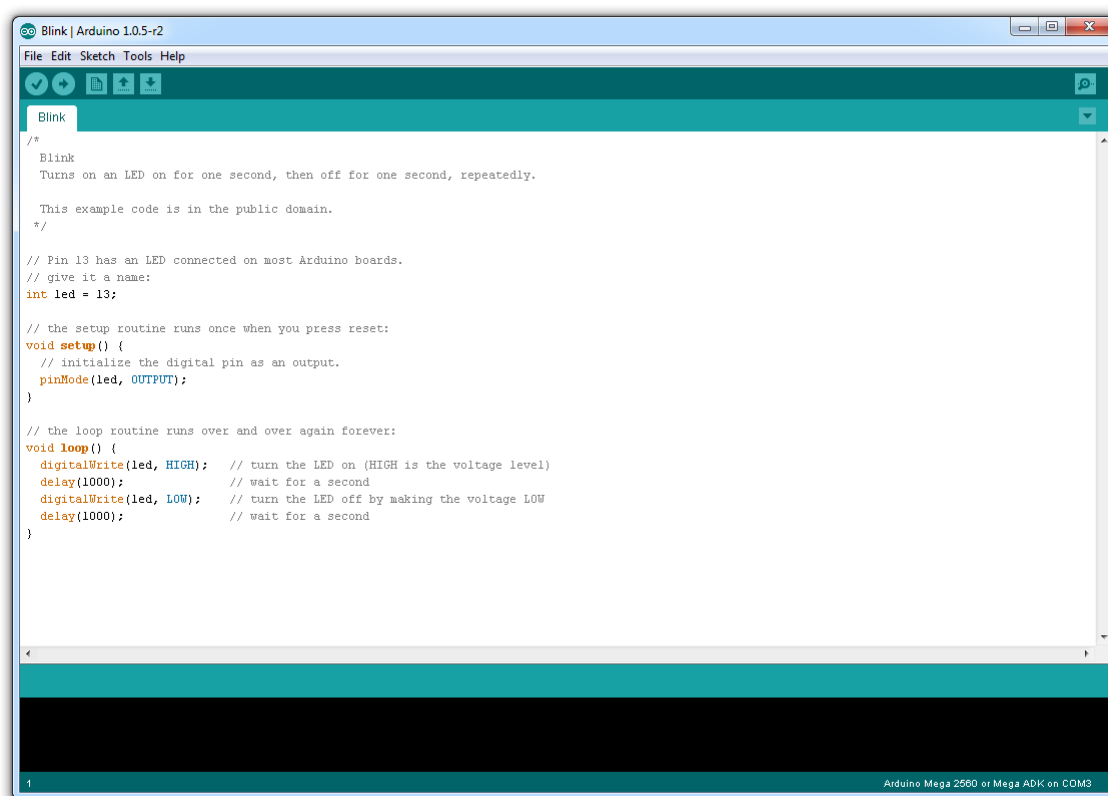 Blink | Arduino 1.0.5-r2
File Edit Sketch Tools Help
Blink
/*
  Blink
  Turns on an LED on for one second, then off for one second, repeatedly.

  This example code is in the public domain.
 */

// Pin 13 has an LED connected on most Arduino boards.
// give it a name:
int led = 13;

// the setup routine runs once when you press reset:
void setup() {
  // initialize the digital pin as an output.
  pinMode(led, OUTPUT);
}

// the loop routine runs over and over again forever:
void loop() {
  digitalWrite(led, HIGH);   // turn the LED on (HIGH is the voltage level)
  delay(1000);               // wait for a second
  digitalWrite(led, LOW);    // turn the LED off by making the voltage LOW
  delay(1000);               // wait for a second
}
1 Arduino Mega 2560 or Mega ADK on COM3